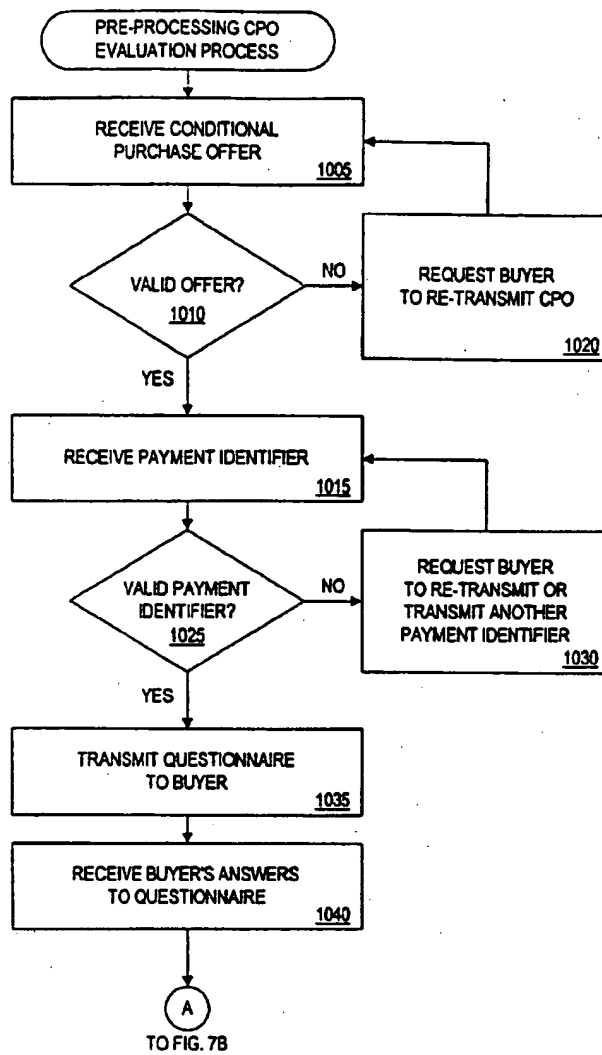 PRE-PROCESSING CPO
EVALUATION PROCESS
RECEIVE CONDITIONAL
PURCHASE OFFER
1005
VALID OFFER?
1010
NO
REQUEST BUYER
TO RE-TRANSMIT CPO
1020
YES
RECEIVE PAYMENT IDENTIFIER
1015
VALID PAYMENT
IDENTIFIER?
1025
NO
REQUEST BUYER
TO RE-TRANSMIT OR
TRANSMIT ANOTHER
PAYMENT IDENTIFIER
1030
YES
TRANSMIT QUESTIONNAIRE
TO BUYER
1035
RECEIVE BUYER'S ANSWERS
TO QUESTIONNAIRE
1040
A
TO FIG. 7B